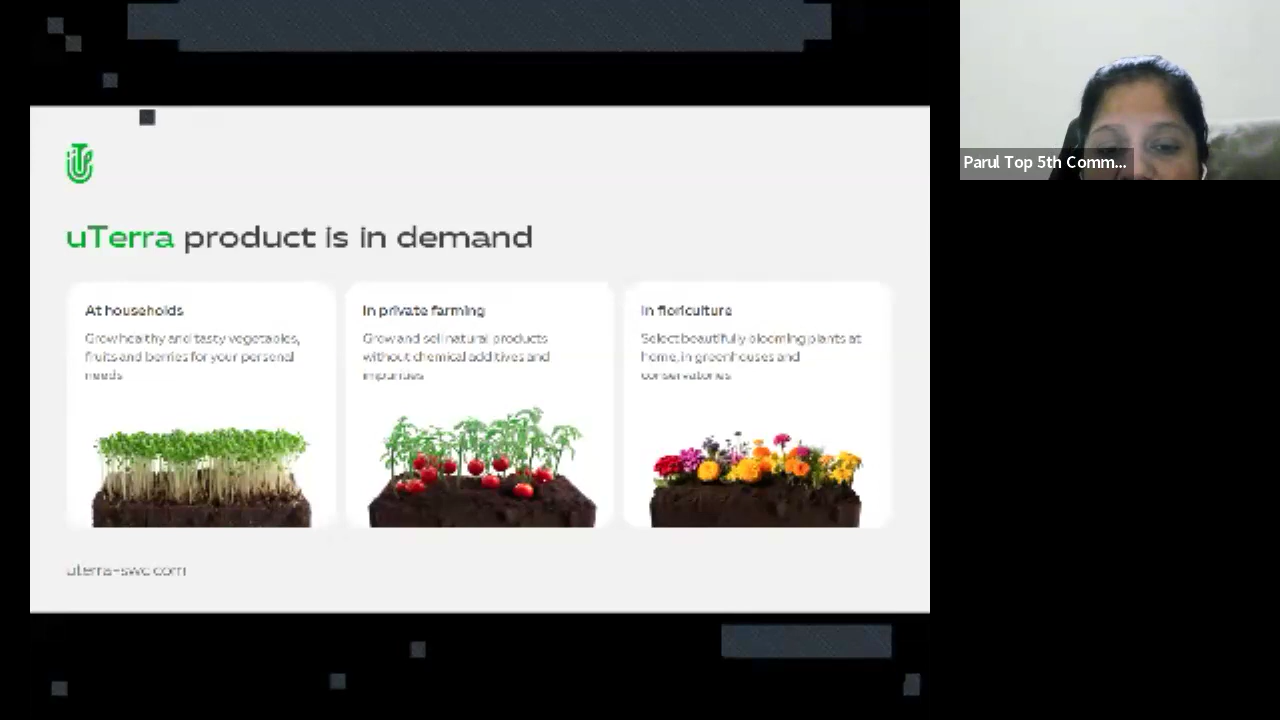 Parul Top 5th Comm...
uTerra product is in demand
At households
Grow healthy and tasty vegetables,
fruits and berries for your personal
needs
In private farming
Grow and sell natural products
without chemical additives and
impurities
In floriculture
Select beautifully blooming plants at
home, in greenhouses and
conservatories
uterra-swc.com